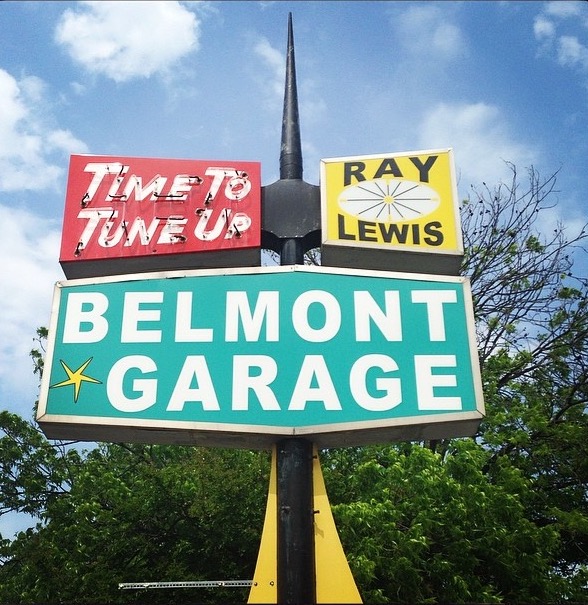 TIME TO
TUNE UP
RAY
LEWIS
BELMONT
GARAGE